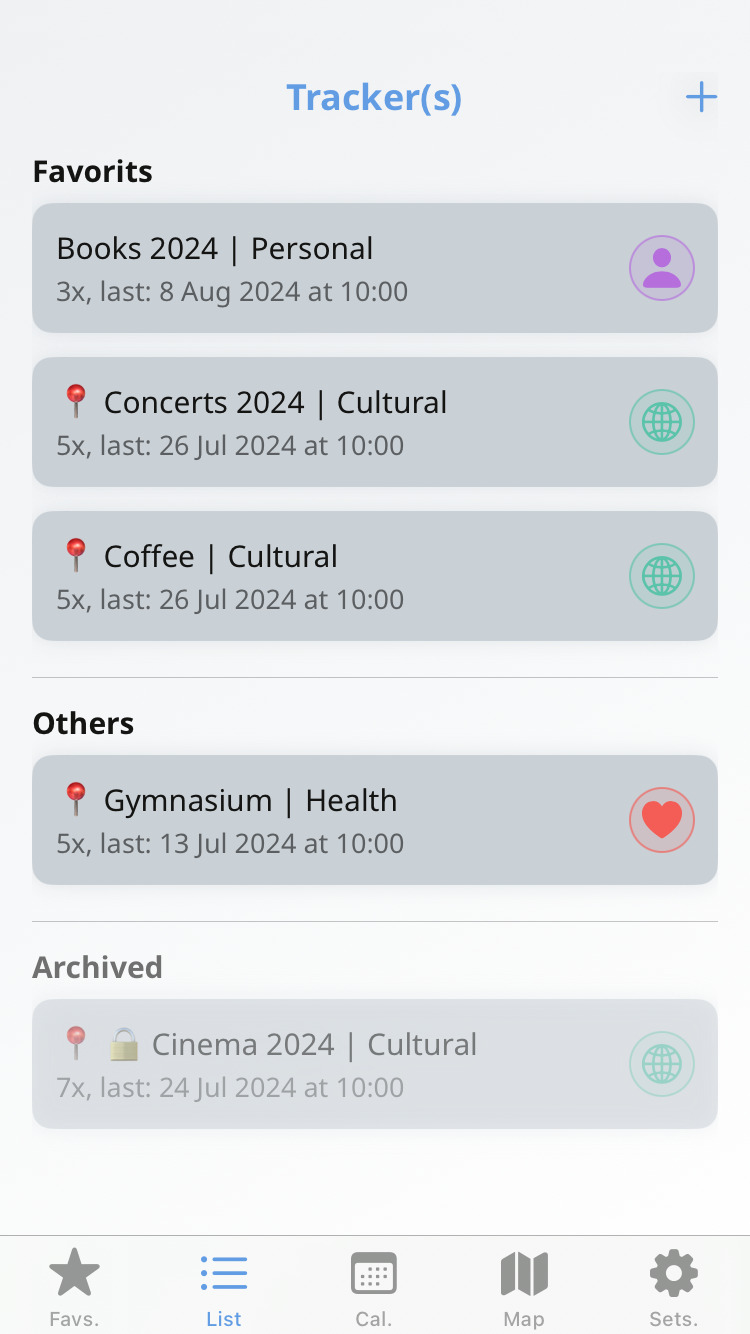 Tracker(s)
Favorits
Books 2024 | Personal
3x, last: 8 Aug 2024 at 10:00
Concerts 2024 | Cultural
5x, last: 26 Jul 2024 at 10:00
Coffee | Cultural
5x, last: 26 Jul 2024 at 10:00
Others
Gymnasium | Health
5x, last: 13 Jul 2024 at 10:00
Archived
Cinema 2024 | Cultural
7x, last: 24 Jul 2024 at 10:00
Favs. List Cal. Map Sets.